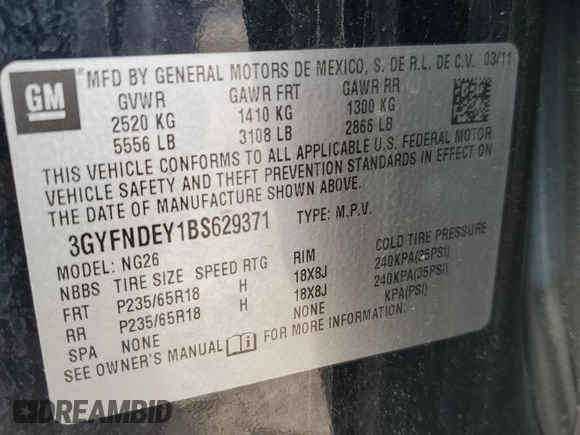 GM
MFD BY GENERAL MOTORS DE MEXICO, S. DE R.L. DE C.V. 03/11
GVWR GAWR FRT GAWR RR
2520 KG 1410 KG 1300 KG
5556 LB 3108 LB 2866 LB
THIS VEHICLE CONFORMS TO ALL APPLICABLE U.S. FEDERAL MOTOR
VEHICLE SAFETY AND THEFT PREVENTION STANDARDS IN EFFECT ON
THE DATE OF MANUFACTURE SHOWN ABOVE.
3GYFNDEY1BS629371 TYPE: M.P.V.
MODEL: NG26
NBBS TIRE SIZE SPEED RTG RIM COLD TIRE PRESSURE
FRT P235/65R18 H 18X8J 240KPA(35PSI)
RR P235/65R18 H 18X8J 240KPA(35PSI)
SPA NONE NONE KPA(PSI)
SEE OWNER'S MANUAL FOR MORE INFORMATION.
DREAMBID